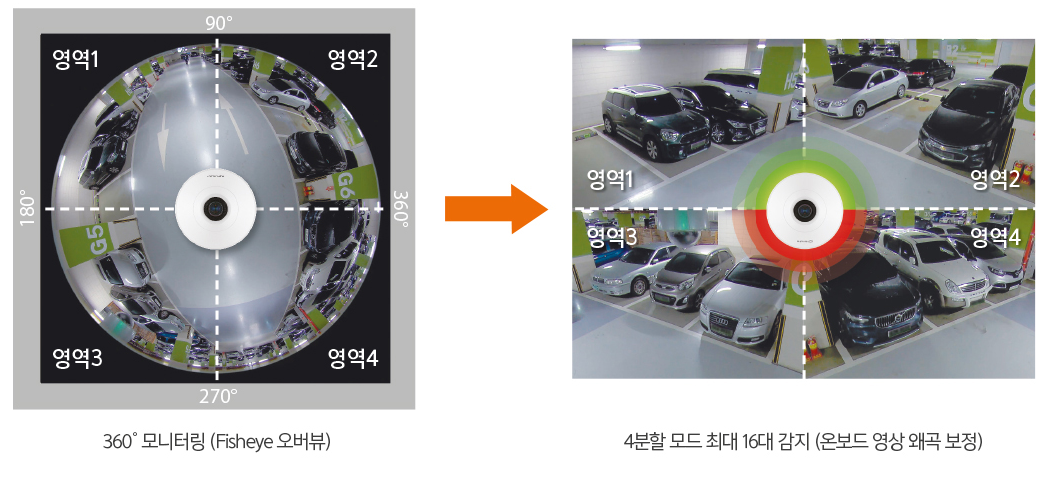 90°
영역1
영역2
180°
360°
G6
G5
영역3
영역4
270°
영역1
영역2
영역3
영역4
360° 모니터링 (Fisheye 오버뷰)
4분할 모드 최대 16대 감지 (온보드 영상 왜곡 보정)